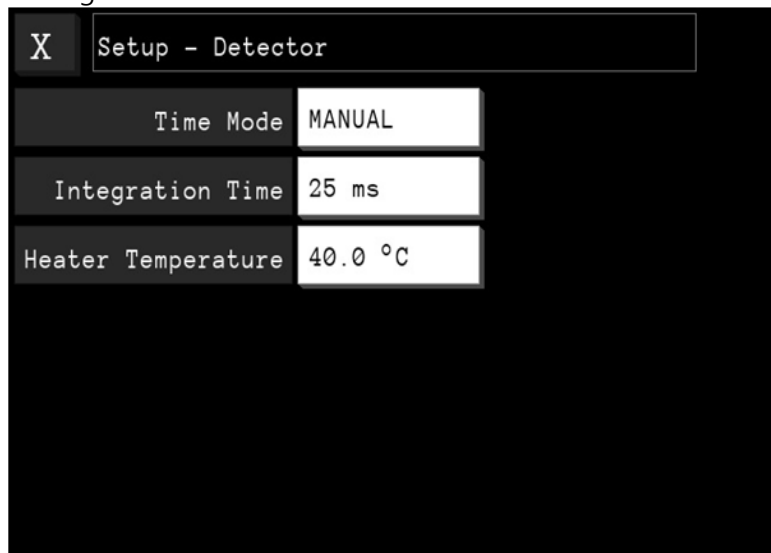 X Setup - Detector
Time Mode MANUAL
Integration Time 25 ms
Heater Temperature 40.0 °C